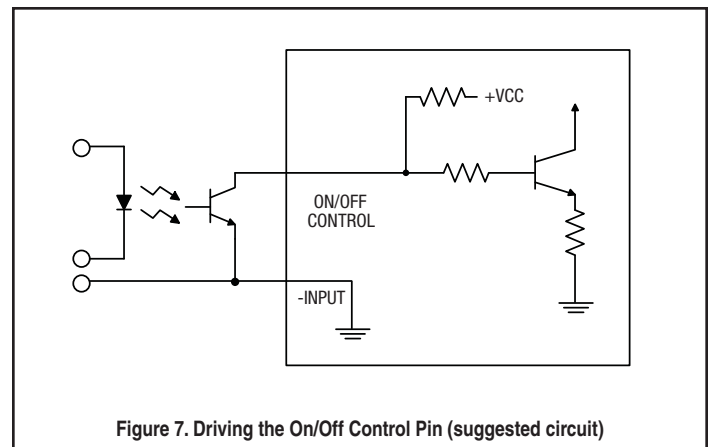 +VCC
ON/OFF
CONTROL
-INPUT
Figure 7. Driving the On/Off Control Pin (suggested circuit)